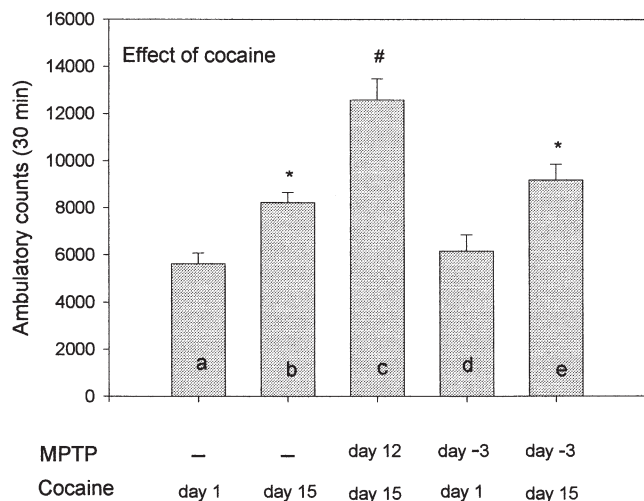 Effect of cocaine
Ambulatory counts (30 min)
16000
14000
12000
10000
8000
6000
4000
2000
0
#
*
*
a b c d e
MPTP – – day 12 day -3 day -3
Cocaine day 1 day 15 day 15 day 1 day 15